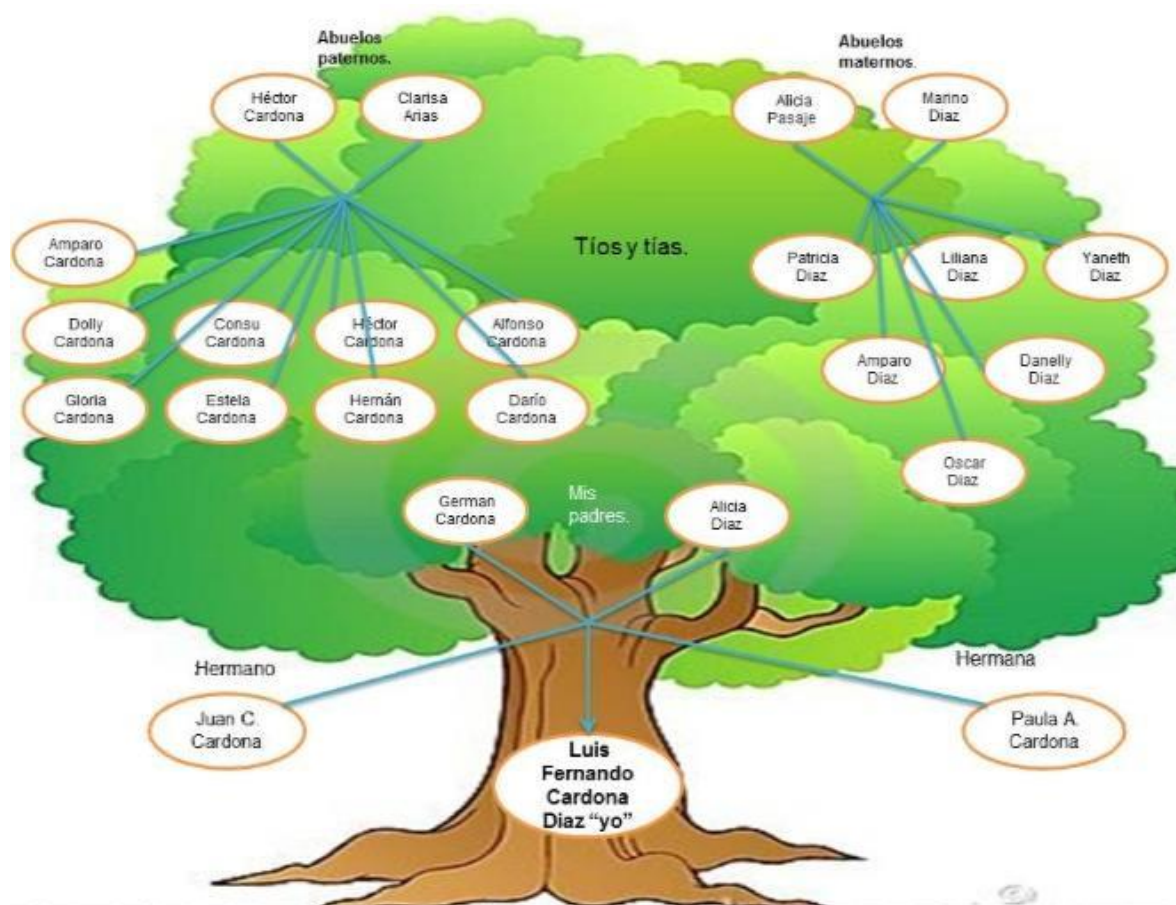 Abuelos
paternos.
Abuelos
maternos.
Héctor
Cardona
Clarisa
Arias
Alicia
Pasaje
Marino
Diaz
Tíos y tías.
Amparo
Cardona
Patricia
Diaz
Liliana
Diaz
Yaneth
Diaz
Dolly
Cardona
Consu
Cardona
Héctor
Cardona
Alfonso
Cardona
Amparo
Díaz
Danelly
Diaz
Gloria
Cardona
Estela
Cardona
Hernán
Cardona
Darío
Cardona
Oscar
Diaz
German
Cardona
Mis
padres.
Alicia
Diaz
Hermano
Hermana
Juan C.
Cardona
Paula A.
Cardona
Luis
Fernando
Cardona
Diaz “yo”